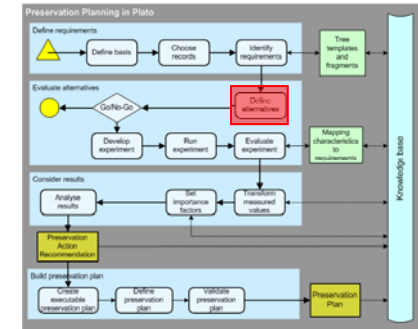 Preservation Planning in Plato
Define requirements
Define basis
Choose
records
Identify
requirements
Tree
templates
and
fragments
Evaluate alternatives
Go/No-Go
Define
alternatives
Develop
experiment
Run
experiment
Evaluate
experiment
Mapping
characteristics
to
requirements
Knowledge base
Consider results
Analyse
results
Set
importance
factors
Transform
measured
values
Preservation
Action
Recommendation
Build preservation plan
Create
executable
preservation plan
Define
preservation
plan
Validate
preservation
plan
Preservation
Plan